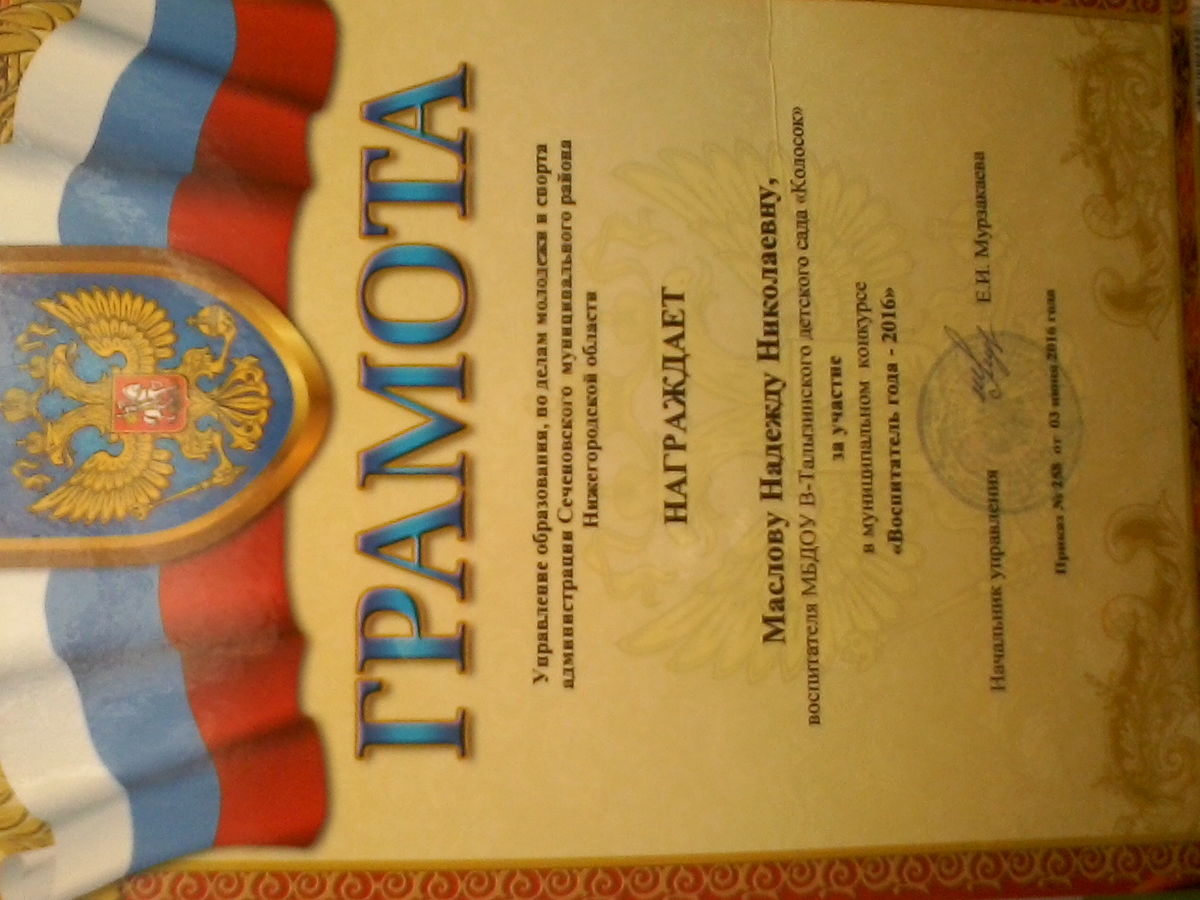 ГРАМОТА
Управление образования, по делам молодежи и спорта
администрации Сеченовского муниципального района
Нижегородской области
НАГРАЖДАЕТ
Маслову Надежду Николаевну,
воспитателя МБДОУ В-Талызинского детского сада «Колосок»
за участие
в муниципальном конкурсе
«Воспитатель года - 2016»
Начальник управления Е.И. Мурзакаева
Приказ № 258 от 03 июня 2016 года